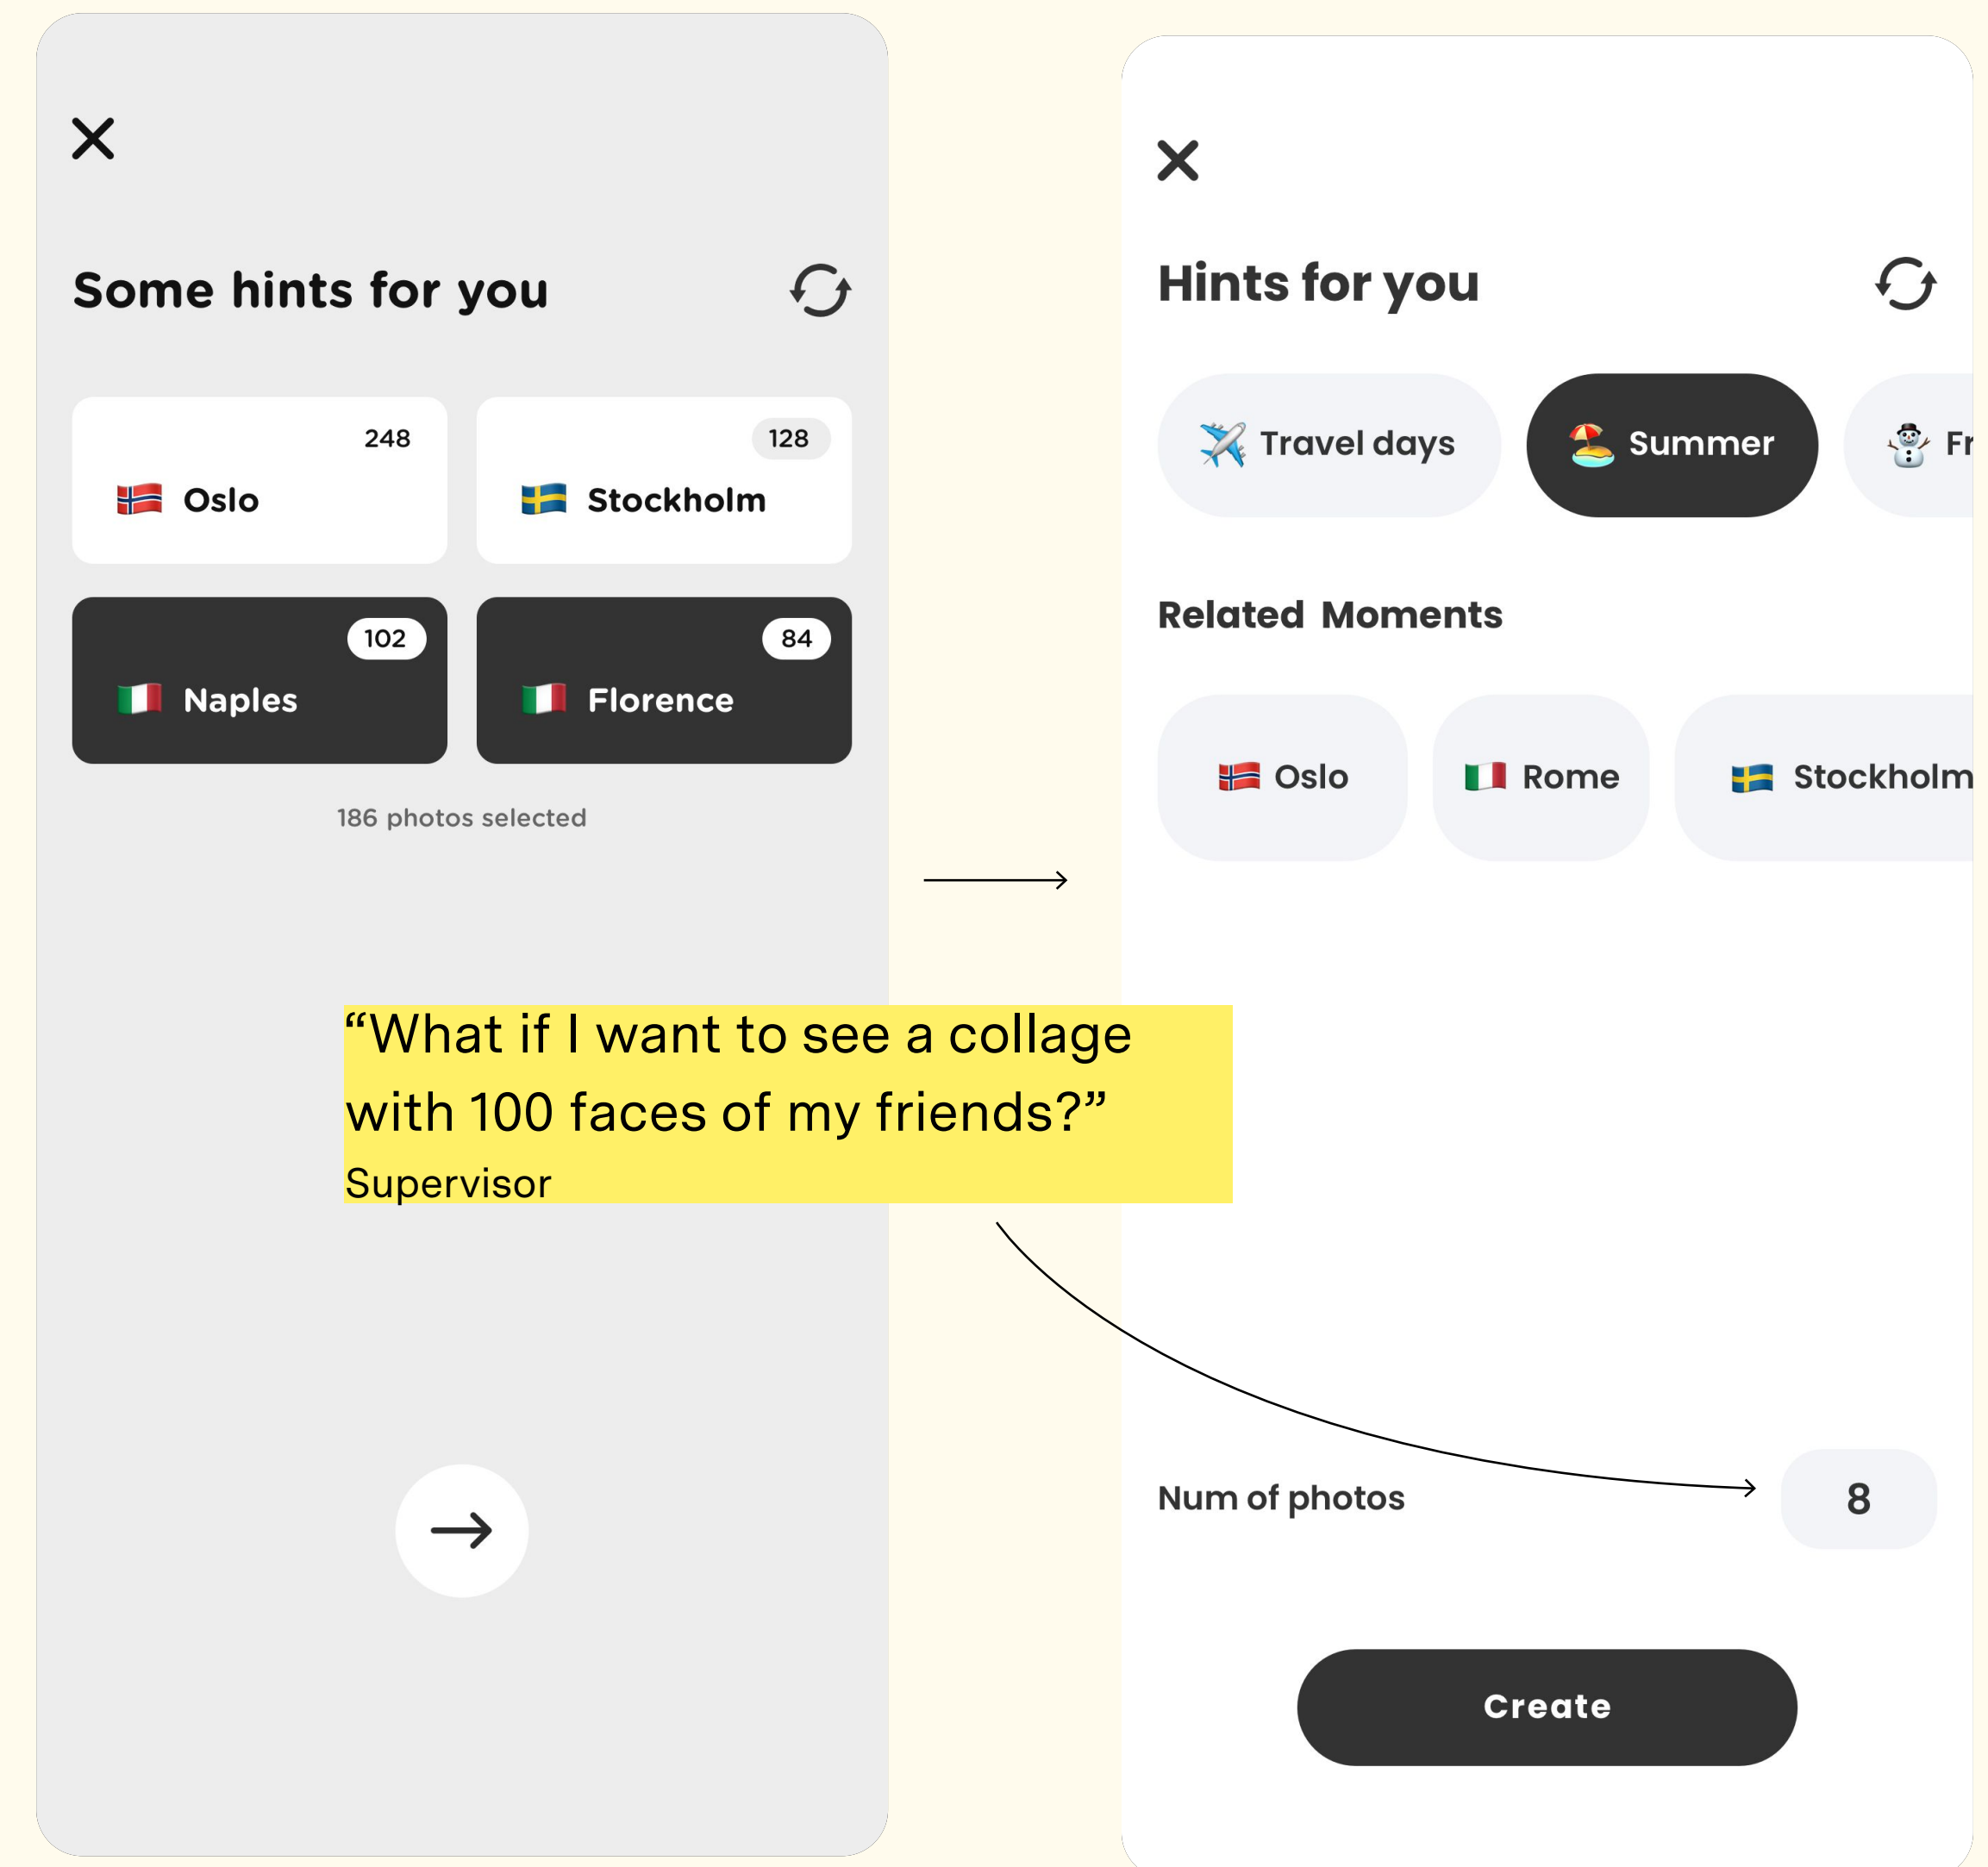 Some hints for you
248
Oslo
128
Stockholm
102
Naples
84
Florence
186 photos selected
“What if I want to see a collage
with 100 faces of my friends?”
Supervisor
Hints for you
Travel days
Summer
Fr
Related Moments
Oslo
Rome
Stockholm
Num of photos
8
Create